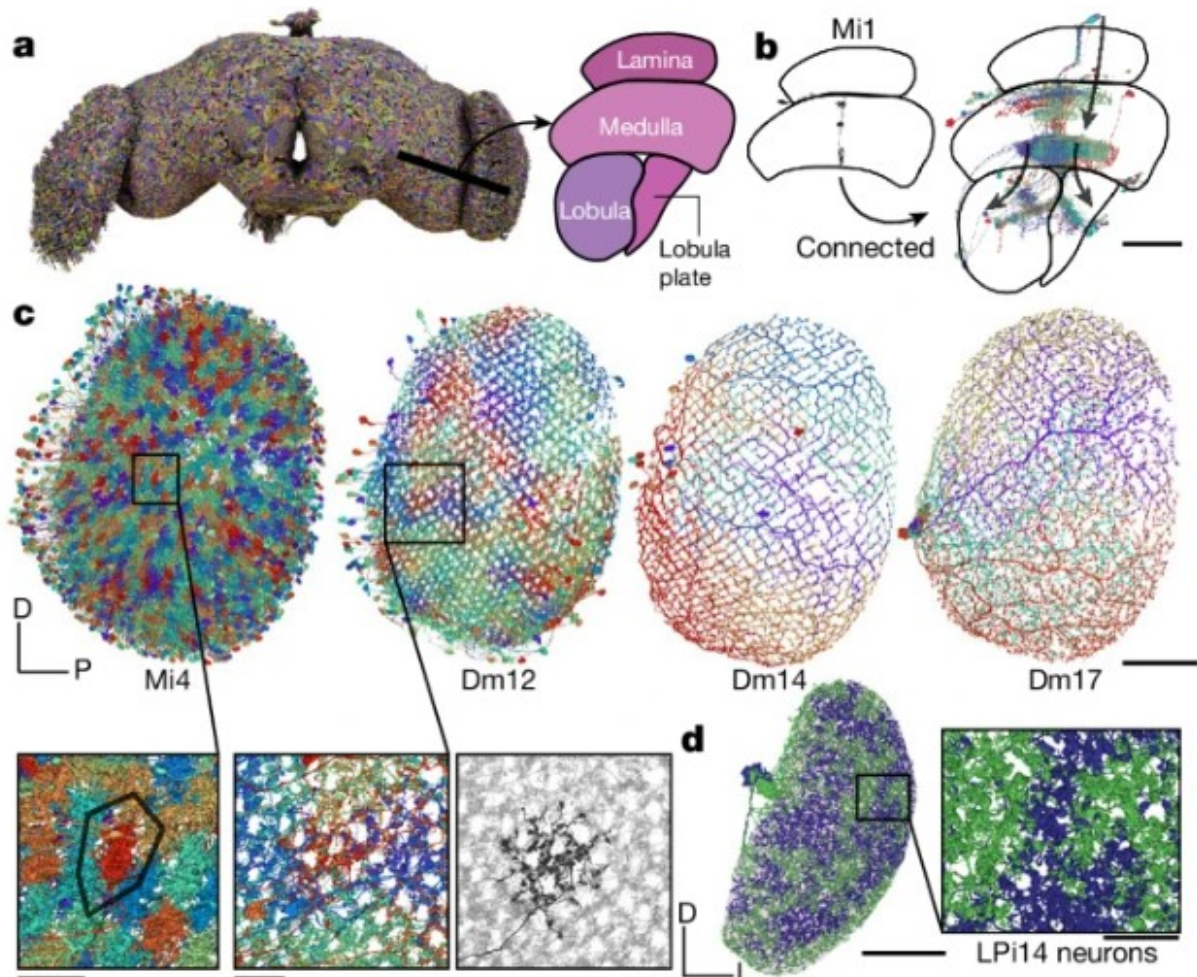 a
Lamina
Medulla
Lobula
Lobula
plate
b
Mi1
Connected
c
D
P
Mi4
Dm12
Dm14
Dm17
d
D
LPi14 neurons